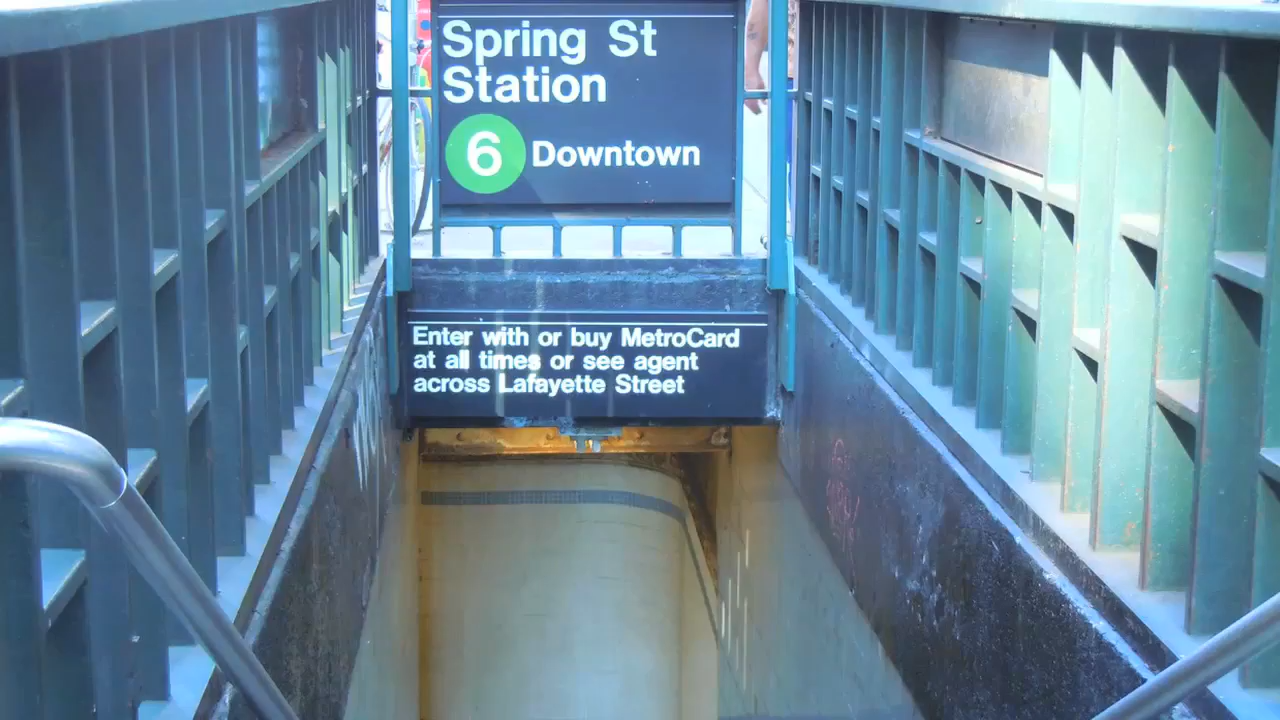 Spring St
Station
6 Downtown
Enter with or buy MetroCard
at all times or see agent
across Lafayette Street